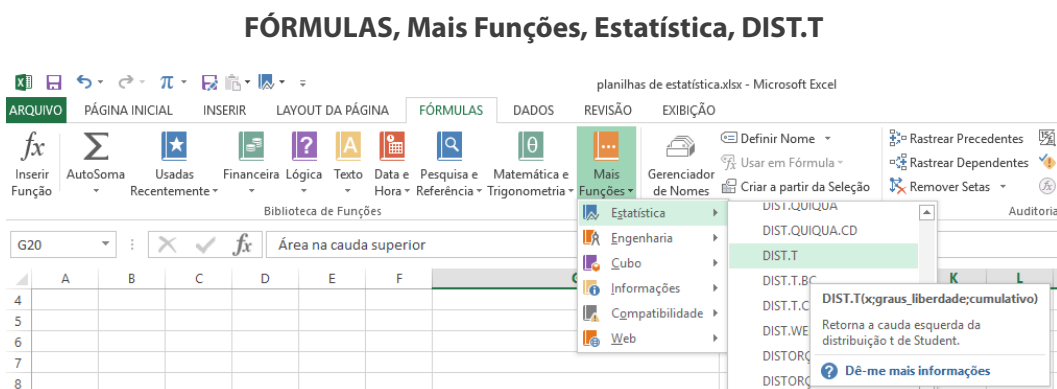 FÓRMULAS, Mais Funções, Estatística, DIST.T
planilhas de estatística.xlsx - Microsoft Excel
ARQUIVO PÁGINA INICIAL INSERIR LAYOUT DA PÁGINA FÓRMULAS DADOS REVISÃO EXIBIÇÃO
fx Inserir Função
Σ AutoSoma
Usadas Recentemente
Financeira
Lógica
Texto
Data e Hora
Pesquisa e Referência
Matemática e Trigonometria
Mais Funções
Biblioteca de Funções
Gerenciador de Nomes
Definir Nome
Usar em Fórmula
Criar a partir da Seleção
Rastrear Precedentes
Rastrear Dependentes
Remover Setas
Auditoria
G20 fx Área na cauda superior
A B C D E F G K L
4
5
6
7
8
Estatística
Engenharia
Cubo
Informações
Compatibilidade
Web
DIST.QUIQUA
DIST.QUIQUA.CD
DIST.T
DIST.T.BC
DIST.T.C
DIST.WE
DISTORÇ
DISTORÇ
DIST.T(x;graus_liberdade;cumulativo)
Retorna a cauda esquerda da
distribuição t de Student.
Dê-me mais informações